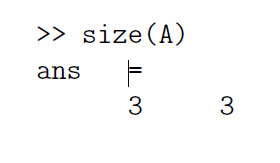 >> size(A)
ans =
3 3